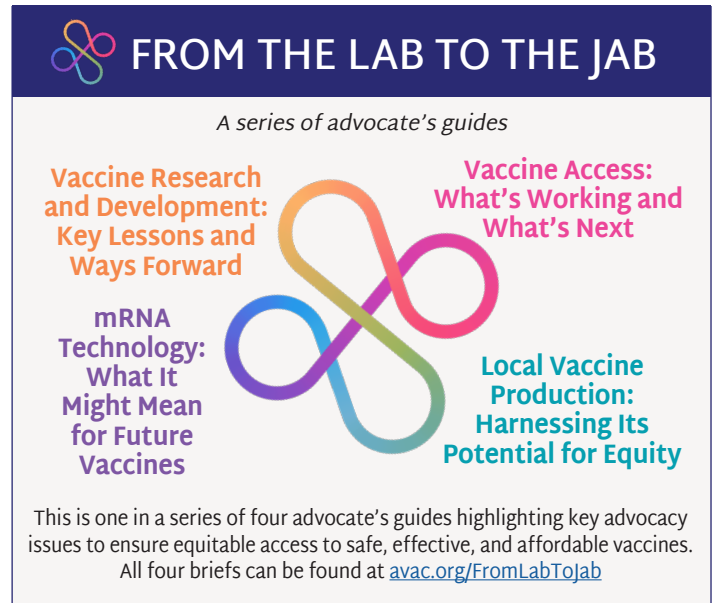 FROM THE LAB TO THE JAB
A series of advocate's guides
Vaccine Research
and Development:
Key Lessons and
Ways Forward
Vaccine Access:
What's Working and
What's Next
mRNA
Technology:
What It
Might Mean
for Future
Vaccines
Local Vaccine
Production:
Harnessing Its
Potential for Equity
This is one in a series of four advocate's guides highlighting key advocacy
issues to ensure equitable access to safe, effective, and affordable vaccines.
All four briefs can be found at avac.org/FromLabToJab